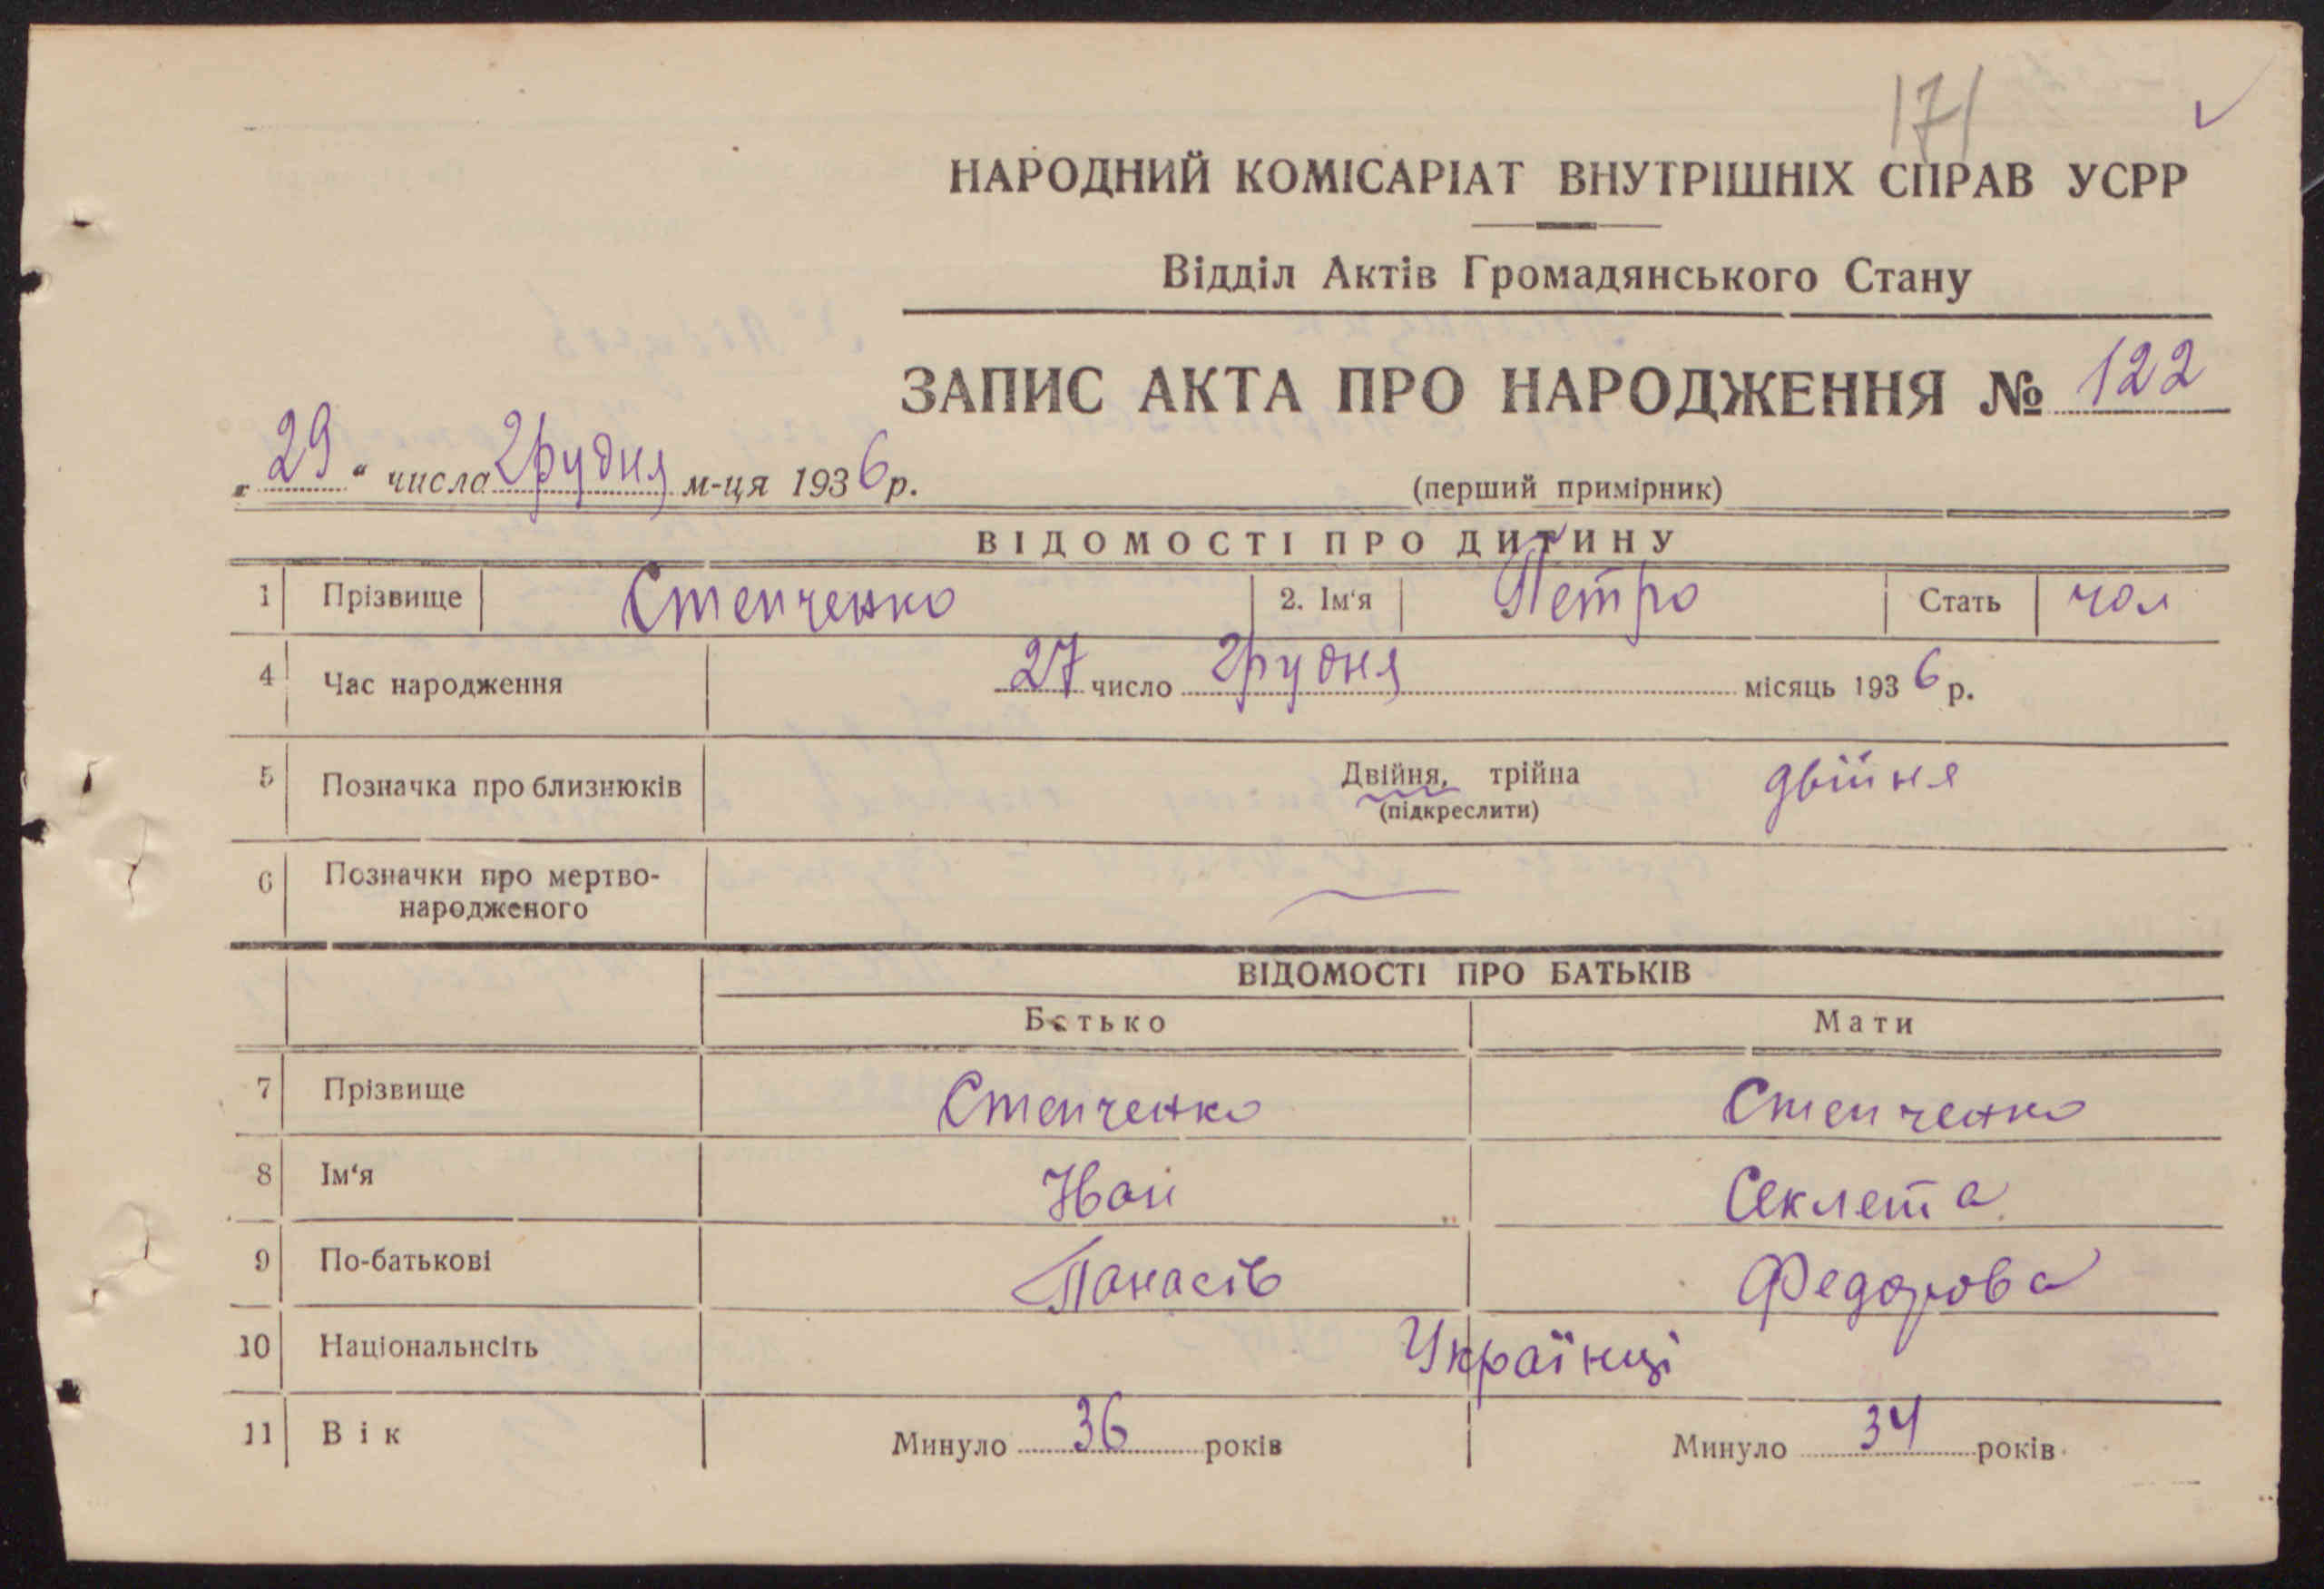 171
НАРОДНИЙ КОМІСАРІАТ ВНУТРІШНІХ СПРАВ УСРР
Відділ Актів Громадянського Стану
ЗАПИС АКТА ПРО НАРОДЖЕННЯ № 122
„ 29 “ числа Грудня м-ця 1936 р.
(перший примірник)
ВІДОМОСТІ ПРО ДИТИНУ
1 Прізвище Степченко 2. Ім'я Петро Стать чол
4 Час народження 27 число Грудня місяць 1936 р.
5 Позначка про близнюків Двійня, трійна двійня
(підкреслити)
6 Позначки про мертво-
народженого
ВІДОМОСТІ ПРО БАТЬКІВ
Батько Мати
7 Прізвище Степченко Степченко
8 Ім‘я Иван Секлета
9 По-батькові Панасів Федорова
10 Національнсіть Українці
11 Вік Минуло 36 років Минуло 34 років